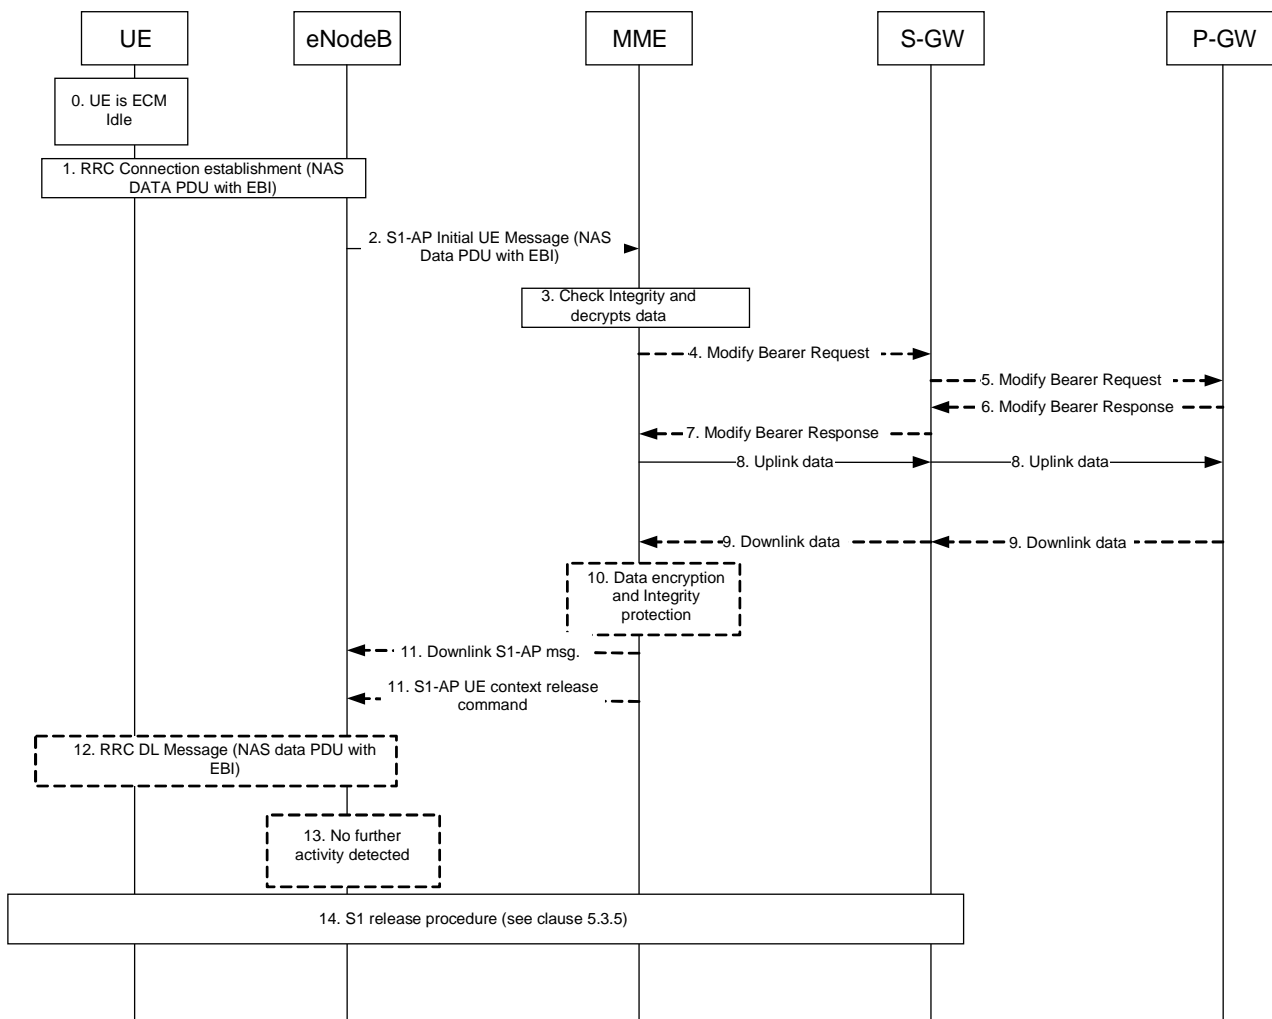 UE
eNodeB
MME
S-GW
P-GW
0. UE is ECM
Idle
1. RRC Connection establishment (NAS
DATA PDU with EBI)
2. S1-AP Initial UE Message (NAS
Data PDU with EBI)
3. Check Integrity and
decrypts data
4. Modify Bearer Request
5. Modify Bearer Request
6. Modify Bearer Response
7. Modify Bearer Response
8. Uplink data
8. Uplink data
9. Downlink data
9. Downlink data
10. Data encryption
and Integrity
protection
11. Downlink S1-AP msg.
11. S1-AP UE context release
command
12. RRC DL Message (NAS data PDU with
EBI)
13. No further
activity detected
14. S1 release procedure (see clause 5.3.5)